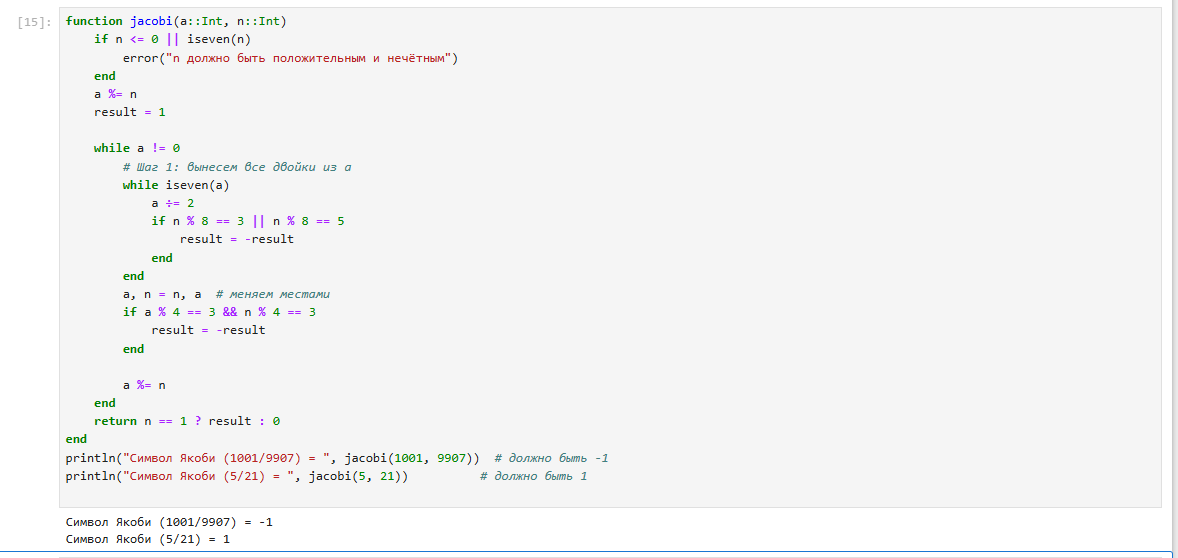 [15]:
function jacobi(a::Int, n::Int)
    if n <= 0 || iseven(n)
        error("n должно быть положительным и нечётным")
    end
    a %= n
    result = 1
    while a != 0
        # Шаг 1: вынесем все двойки из a
        while iseven(a)
            a ÷= 2
            if n % 8 == 3 || n % 8 == 5
                result = -result
            end
        end
        a, n = n, a  # меняем местами
        if a % 4 == 3 && n % 4 == 3
            result = -result
        end
        a %= n
    end
    return n == 1 ? result : 0
end
println("Символ Якоби (1001/9907) = ", jacobi(1001, 9907))  # должно быть -1
println("Символ Якоби (5/21) = ", jacobi(5, 21))          # должно быть 1
Символ Якоби (1001/9907) = -1
Символ Якоби (5/21) = 1